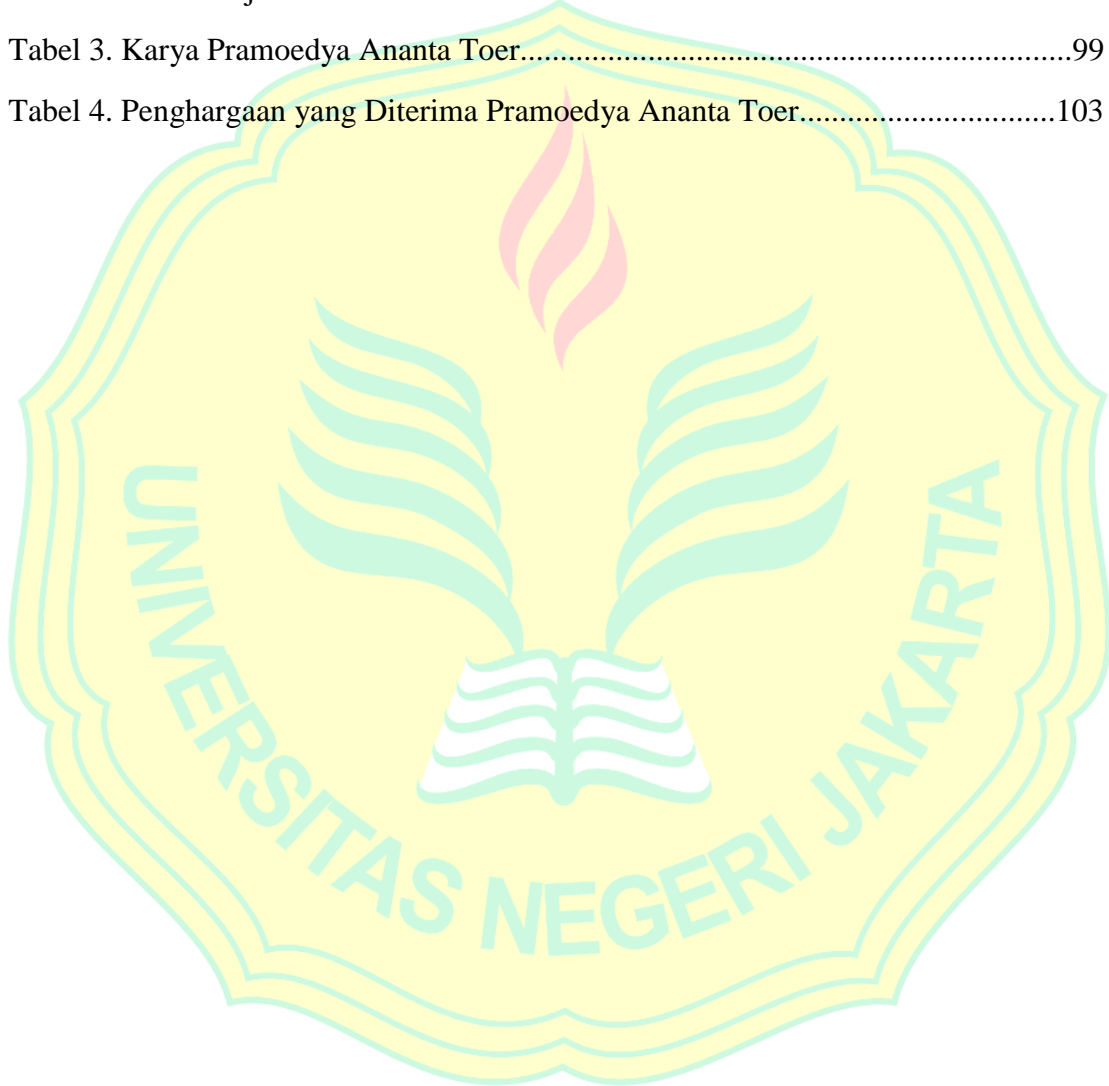 Tabel 3. Karya Pramoedya Ananta Toer.....................................................................99
Tabel 4. Penghargaan yang Diterima Pramoedya Ananta Toer................................103
UNIVERSITAS NEGERI JAKARTA